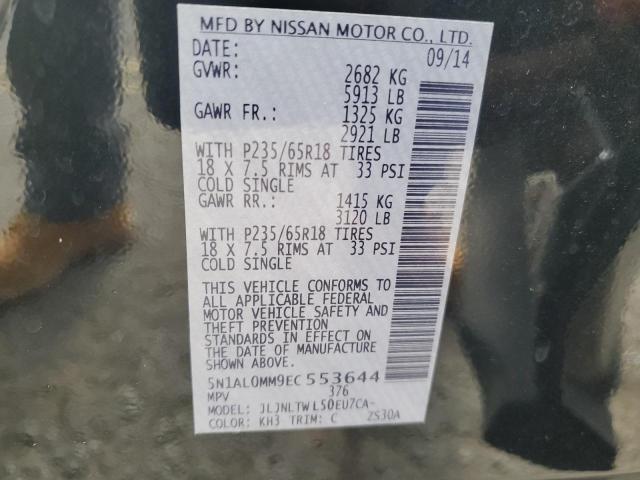 MFD BY NISSAN MOTOR CO., LTD.
DATE: 09/14
GVWR: 2682 KG
5913 LB
GAWR FR.: 1325 KG
2921 LB
WITH P235/65R18 TIRES
18 X 7.5 RIMS AT 33 PSI
COLD SINGLE
GAWR RR.: 1415 KG
3120 LB
WITH P235/65R18 TIRES
18 X 7.5 RIMS AT 33 PSI
COLD SINGLE
THIS VEHICLE CONFORMS TO
ALL APPLICABLE FEDERAL
MOTOR VEHICLE SAFETY AND
THEFT PREVENTION
STANDARDS IN EFFECT ON
THE DATE OF MANUFACTURE
SHOWN ABOVE.
5N1AL0MM9EC553644
MPV 376
MODEL: JLJNLTWL50EU7CA-
COLOR: KH3 TRIM: C ZS30A